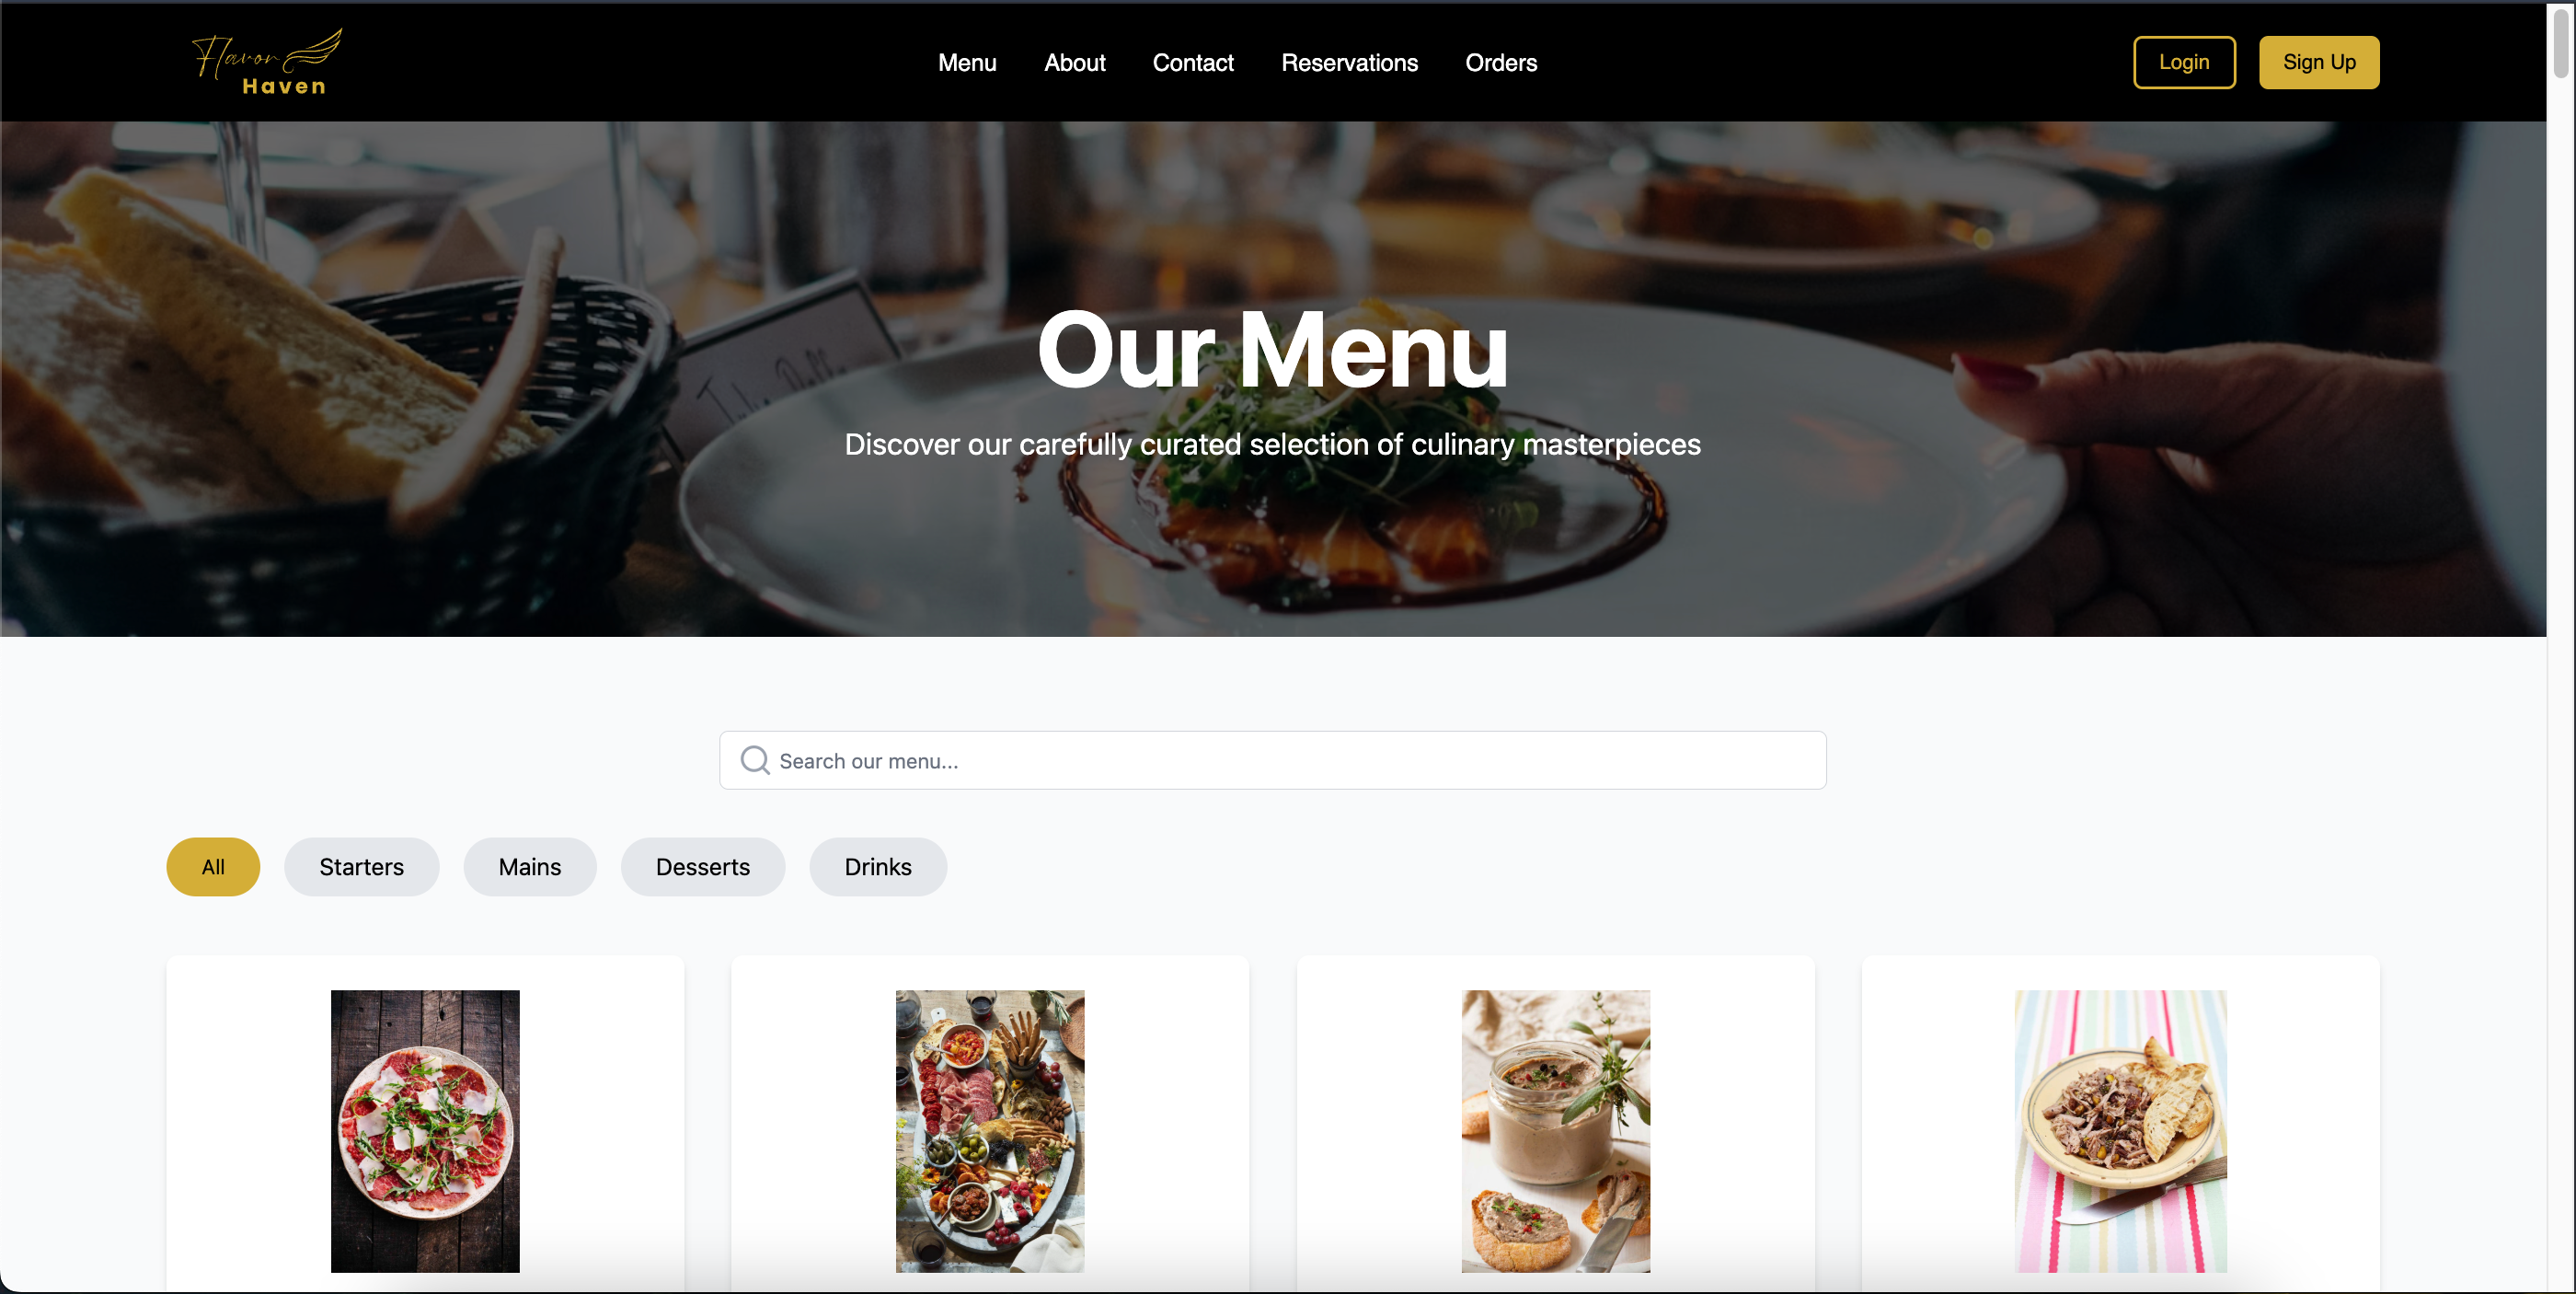 Flavor
Haven
Menu About Contact Reservations Orders
Login Sign Up
Our Menu
Discover our carefully curated selection of culinary masterpieces
Search our menu...
All Starters Mains Desserts Drinks